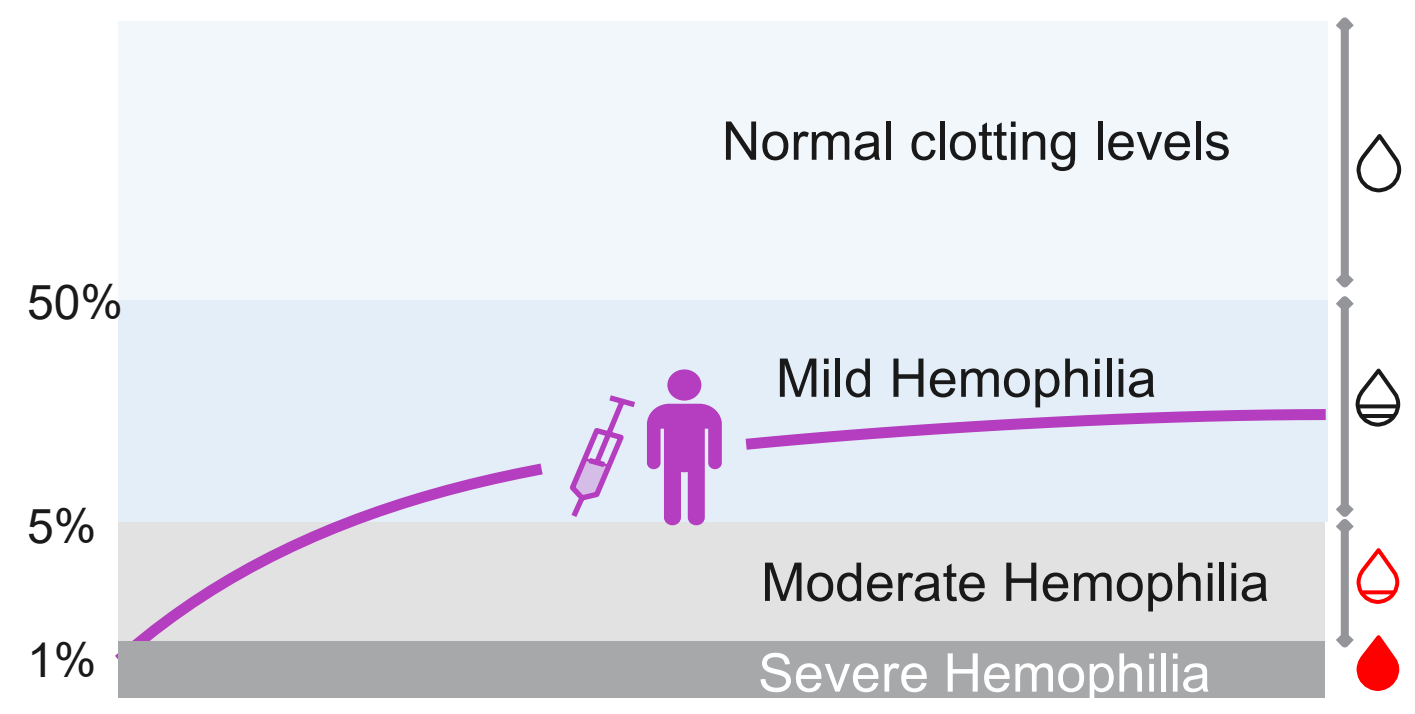 Normal clotting levels
50%
Mild Hemophilia
5%
Moderate Hemophilia
1%
Severe Hemophilia